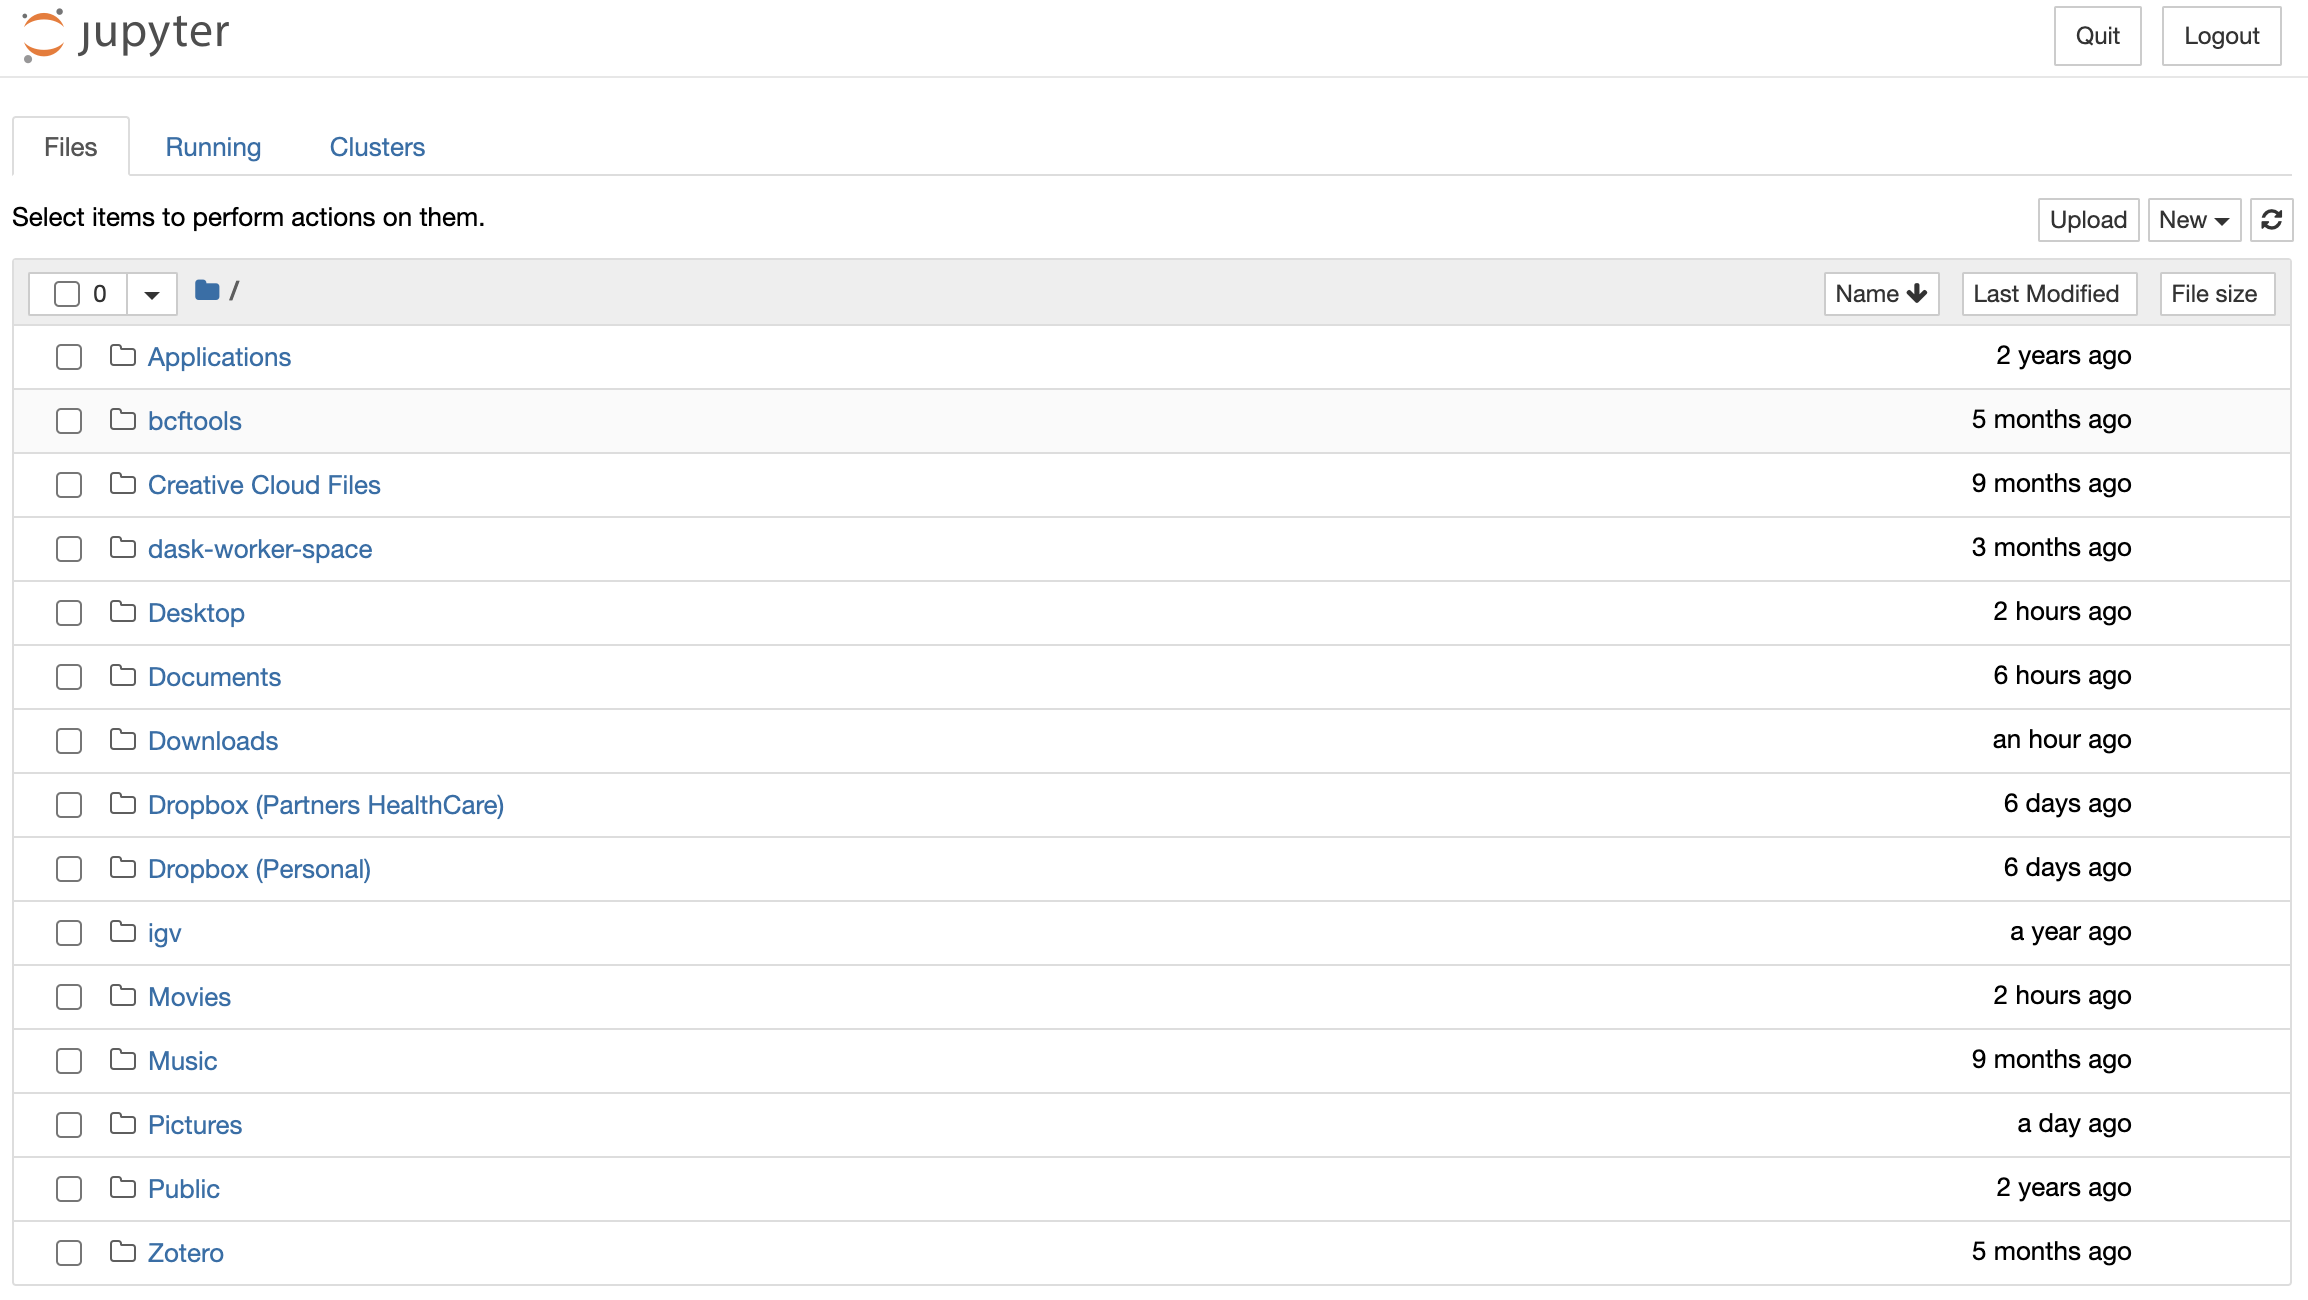 jupyter Quit Logout
Files Running Clusters
Select items to perform actions on them. Upload New
0 / Name Last Modified File size
Applications 2 years ago
bcftools 5 months ago
Creative Cloud Files 9 months ago
dask-worker-space 3 months ago
Desktop 2 hours ago
Documents 6 hours ago
Downloads an hour ago
Dropbox (Partners HealthCare) 6 days ago
Dropbox (Personal) 6 days ago
igv a year ago
Movies 2 hours ago
Music 9 months ago
Pictures a day ago
Public 2 years ago
Zotero 5 months ago